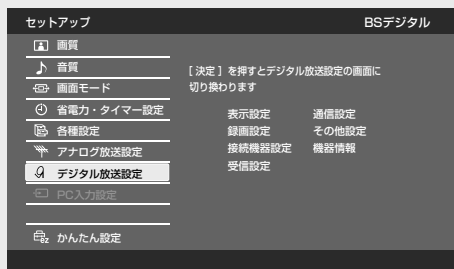 セットアップ BSデジタル
画質
音質
画面モード
省電力・タイマー設定
各種設定
アナログ放送設定
デジタル放送設定
PC入力設定
かんたん設定
[ 決定 ] を押すとデジタル放送設定の画面に
切り換わります
表示設定 通信設定
録画設定 その他設定
接続機器設定 機器情報
受信設定